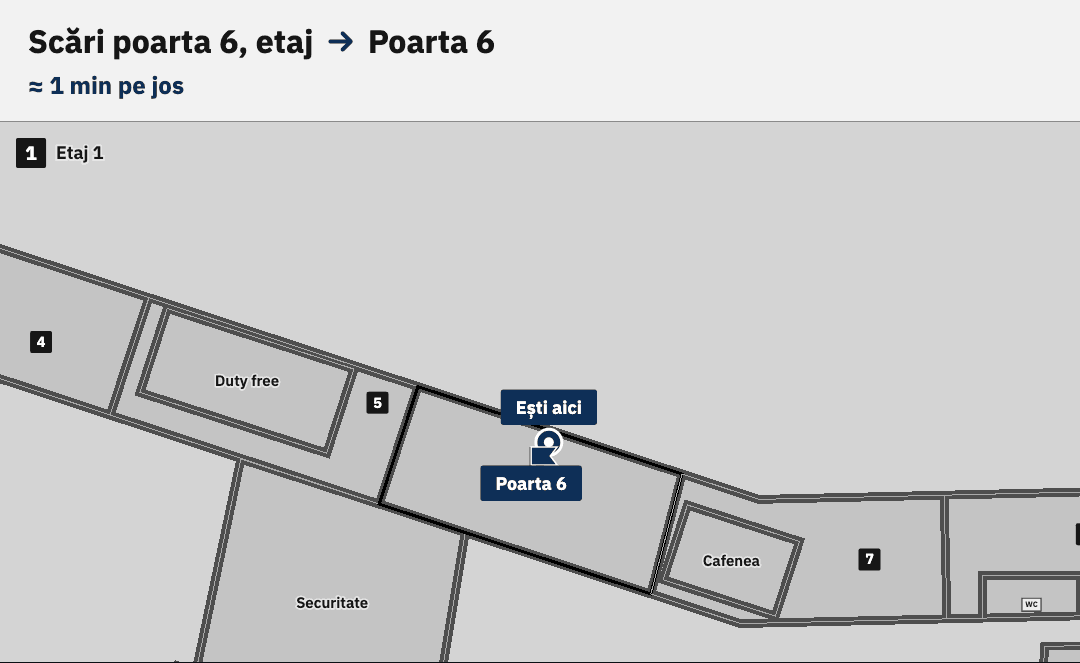 Scări poarta 6, etaj → Poarta 6
≈ 1 min pe jos
1 Etaj 1
4
Duty free
5
Ești aici
Poarta 6
Cafenea
7
WC
Securitate